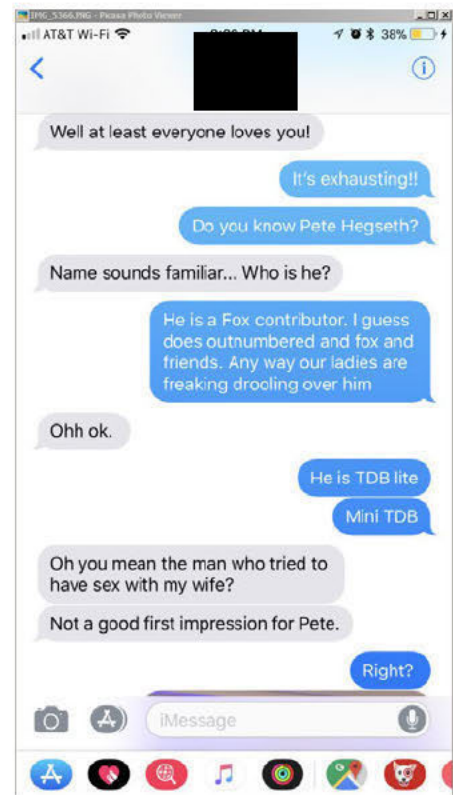 IMG_5366.PNG - Picasa Photo Viewer
AT&T Wi-Fi
38%
Well at least everyone loves you!
It's exhausting!!
Do you know Pete Hegseth?
Name sounds familiar... Who is he?
He is a Fox contributor. I guess
does outnumbered and fox and
friends. Any way our ladies are
freaking drooling over him
Ohh ok.
He is TDB lite
Mini TDB
Oh you mean the man who tried to
have sex with my wife?
Not a good first impression for Pete.
Right?
iMessage